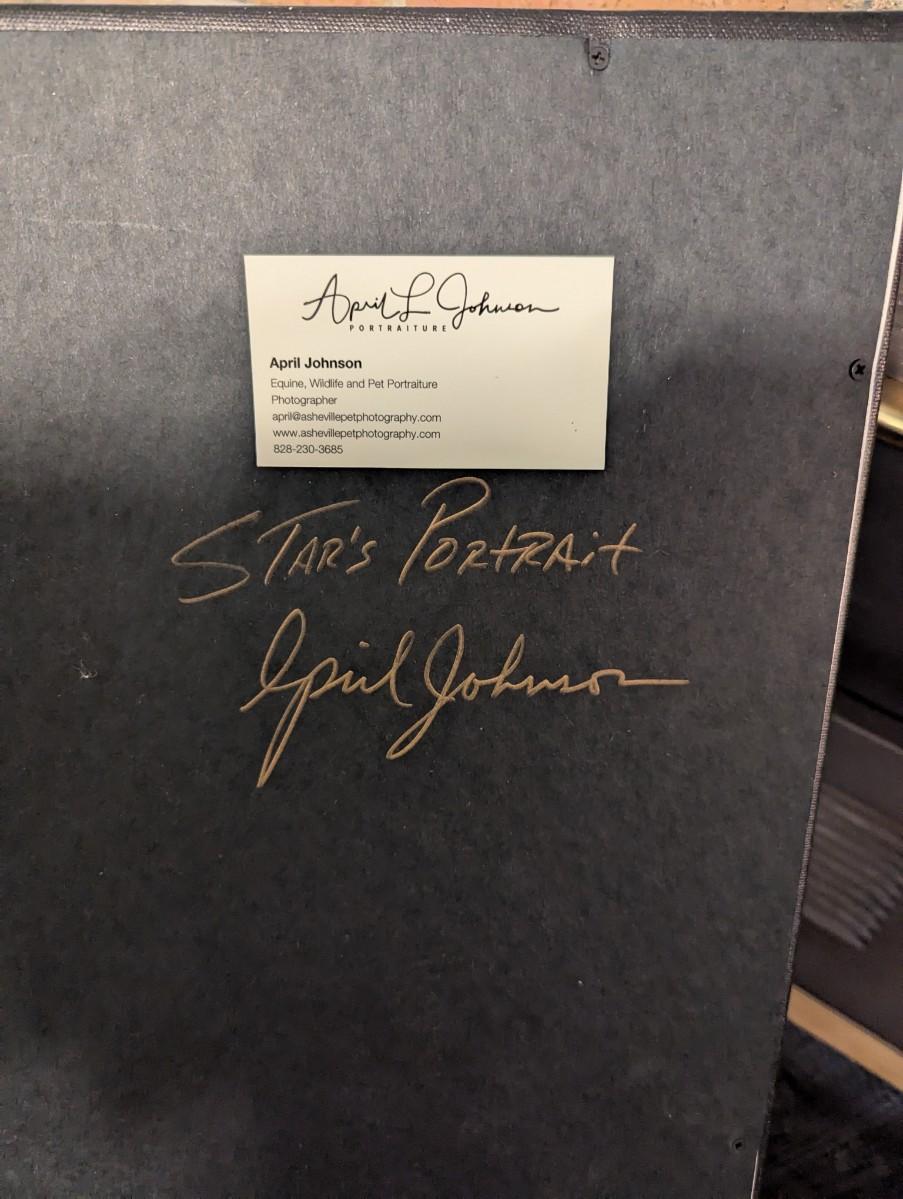 April L Johnson
PORTRAITURE
April Johnson
Equine, Wildlife and Pet Portraiture
Photographer
april@ashevillepetphotography.com
www.ashevillepetphotography.com
828-230-3685
STAR'S PORTRAIT
April Johnson